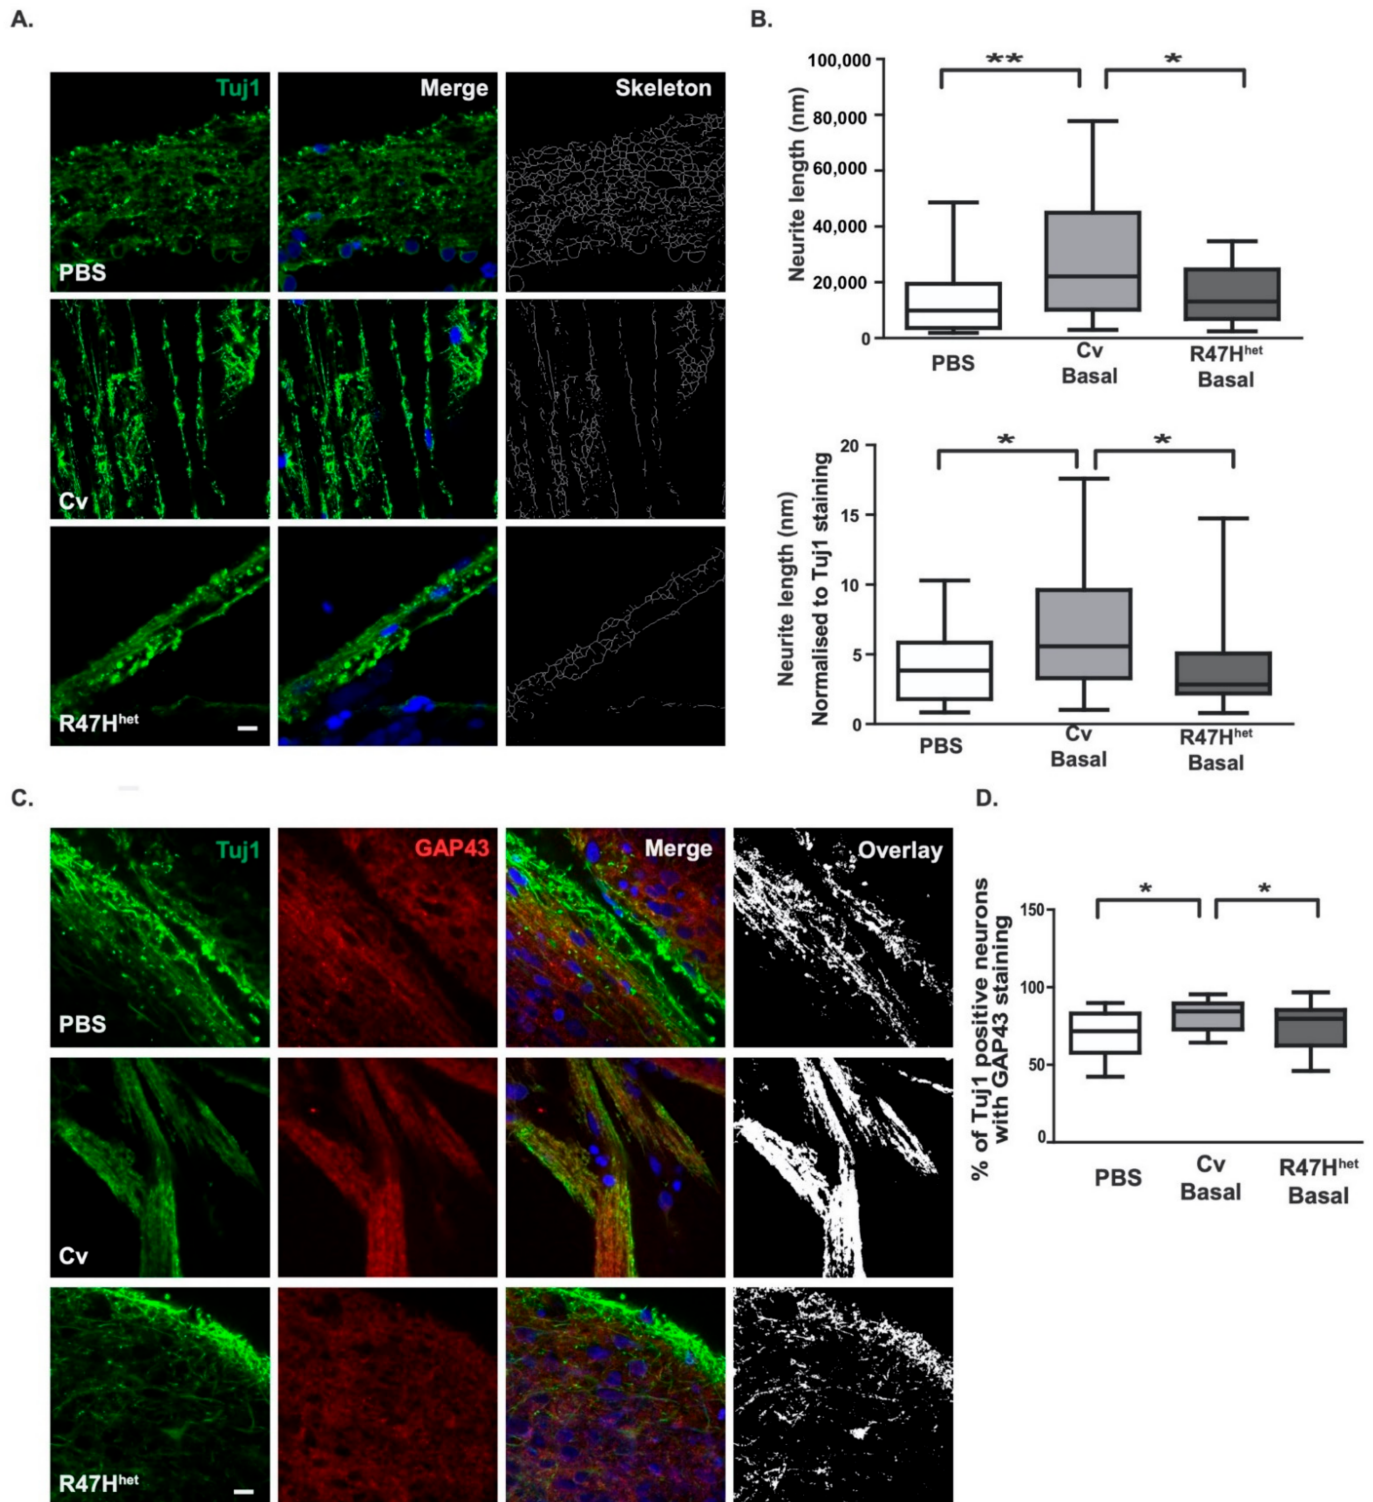 A.
Tuj1
Merge
Skeleton
PBS
Cv
R47Hhet
B.
Neurite length (nm)
100,000
80,000
60,000
40,000
20,000
0
**
*
PBS
Cv
Basal
R47Hhet
Basal
Neurite length (nm)
Normalised to Tuj1 staining
20
15
10
5
0
*
*
PBS
Cv
Basal
R47Hhet
Basal
C.
Tuj1
GAP43
Merge
Overlay
PBS
Cv
R47Hhet
D.
% of Tuj1 positive neurons
with GAP43 staining
150
100
50
0
*
*
PBS
Cv
Basal
R47Hhet
Basal